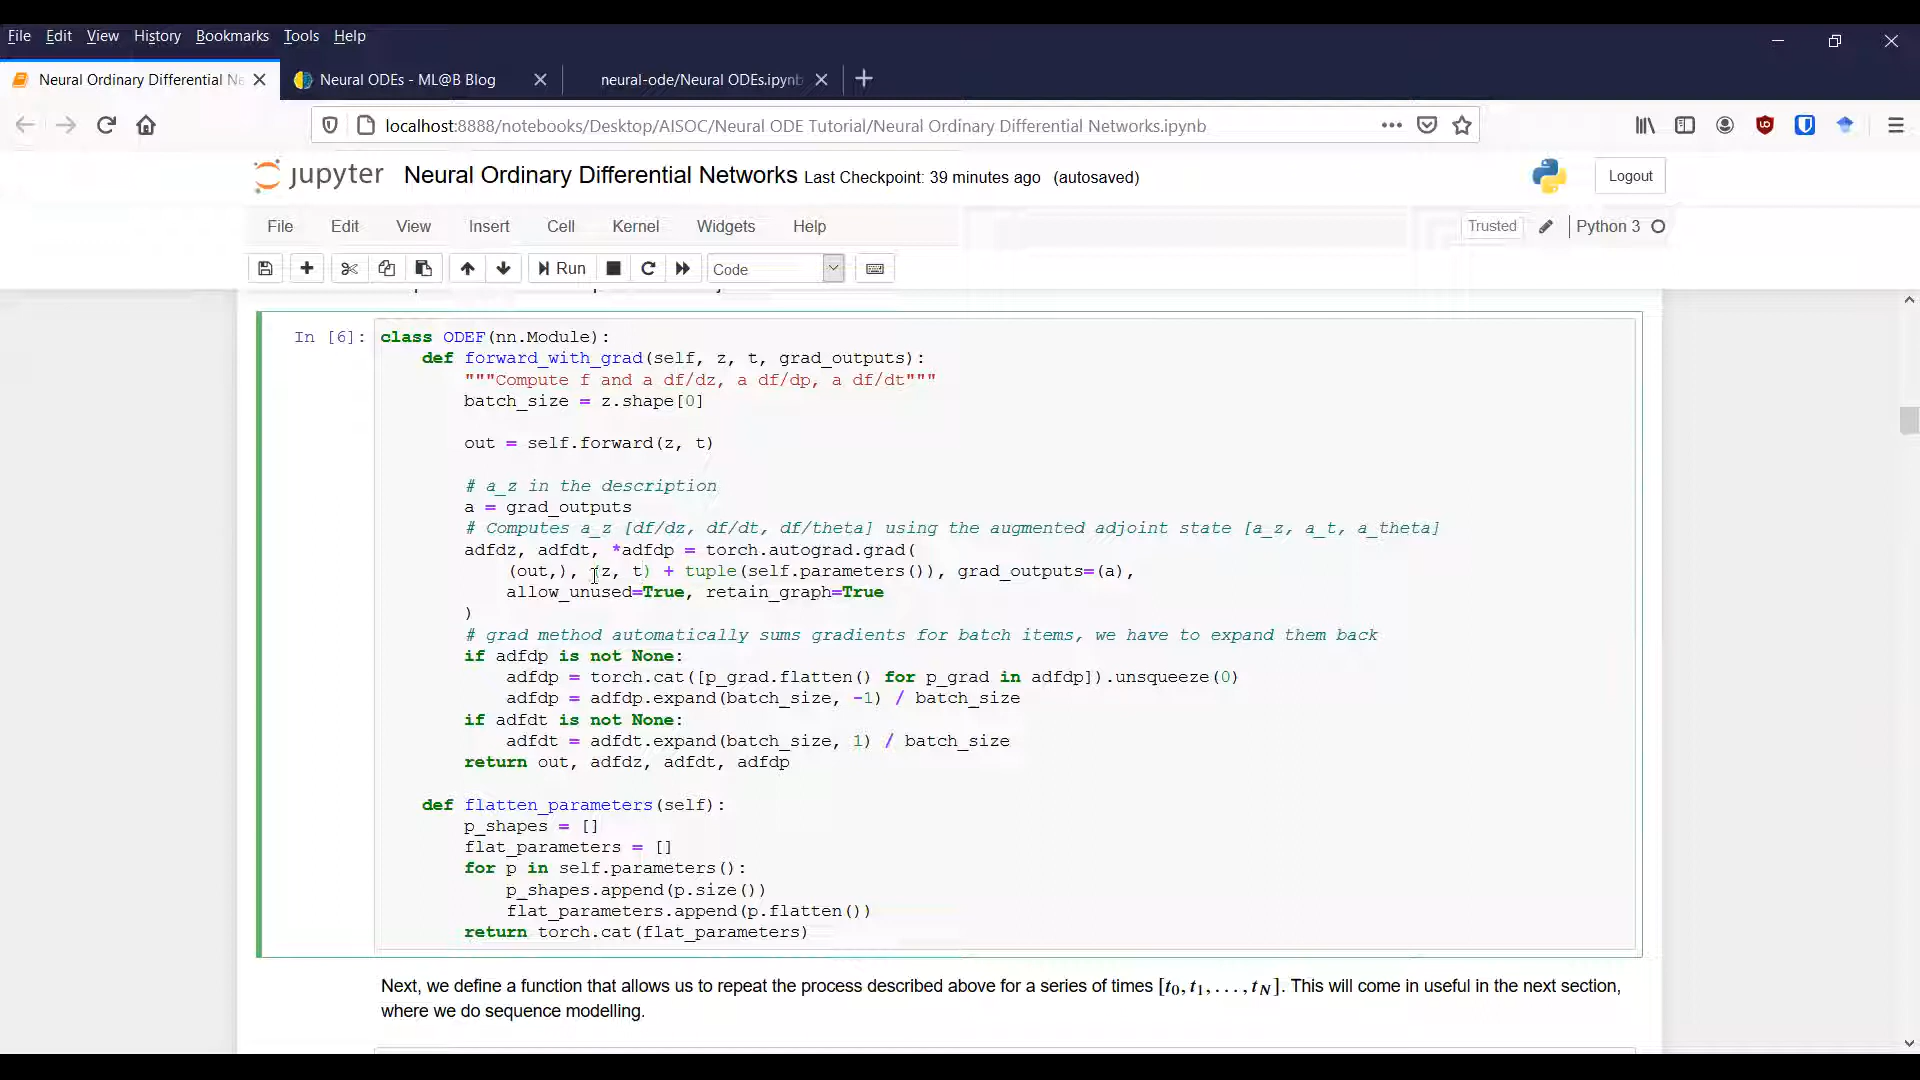 File Edit View History Bookmarks Tools Help
Neural Ordinary Differential Ne
Neural ODEs - ML@B Blog
neural-ode/Neural ODEs.ipynb
localhost:8888/notebooks/Desktop/AISOC/Neural ODE Tutorial/Neural Ordinary Differential Networks.ipynb
jupyter Neural Ordinary Differential Networks Last Checkpoint: 39 minutes ago (autosaved)
Logout
File Edit View Insert Cell Kernel Widgets Help
Trusted
Python 3
Run
Code
In [6]:
class ODEF(nn.Module):
    def forward_with_grad(self, z, t, grad_outputs):
        """Compute f and a df/dz, a df/dp, a df/dt"""
        batch_size = z.shape[0]
        out = self.forward(z, t)
        # a_z in the description
        a = grad_outputs
        # Computes a_z [df/dz, df/dt, df/theta] using the augmented adjoint state [a_z, a_t, a_theta]
        adfdz, adfdt, *adfdp = torch.autograd.grad(
            (out,), (z, t) + tuple(self.parameters()), grad_outputs=(a),
            allow_unused=True, retain_graph=True
        )
        # grad method automatically sums gradients for batch items, we have to expand them back
        if adfdp is not None:
            adfdp = torch.cat([p_grad.flatten() for p_grad in adfdp]).unsqueeze(0)
            adfdp = adfdp.expand(batch_size, -1) / batch_size
        if adfdt is not None:
            adfdt = adfdt.expand(batch_size, 1) / batch_size
        return out, adfdz, adfdt, adfdp
    def flatten_parameters(self):
        p_shapes = []
        flat_parameters = []
        for p in self.parameters():
            p_shapes.append(p.size())
            flat_parameters.append(p.flatten())
        return torch.cat(flat_parameters)
Next, we define a function that allows us to repeat the process described above for a series of times [t0, t1, . . . , tN]. This will come in useful in the next section,
where we do sequence modelling.